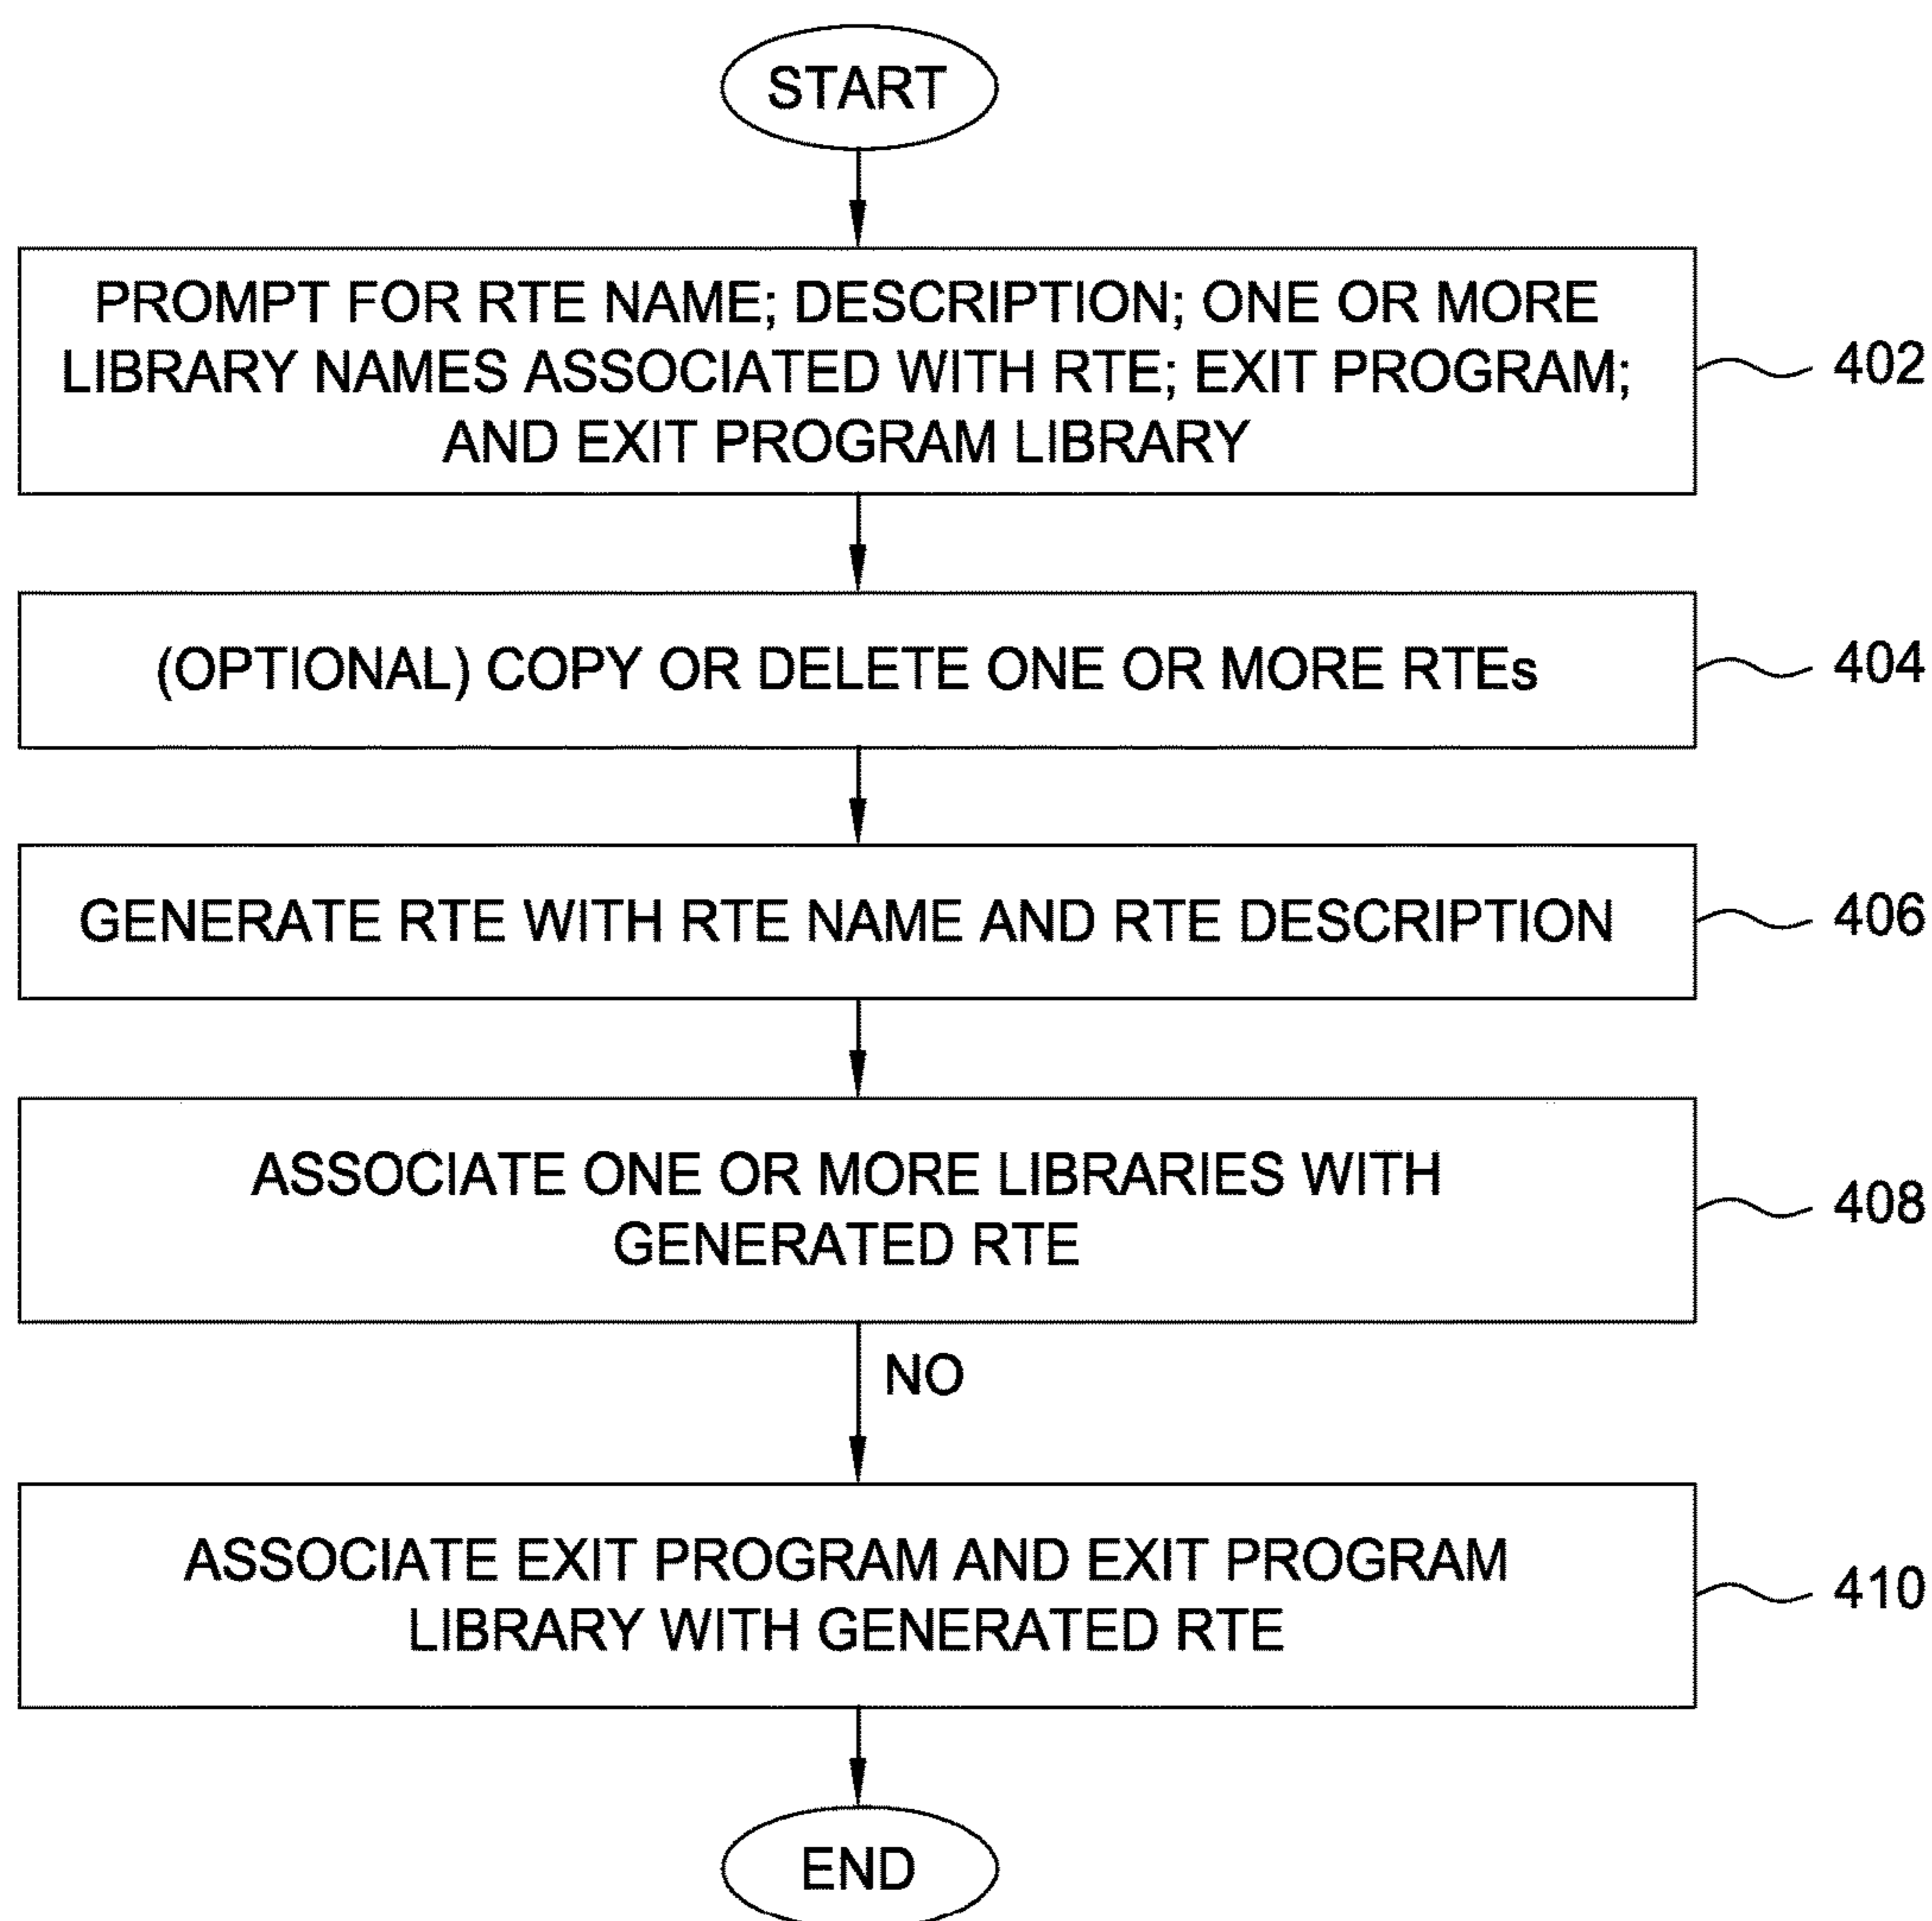 START
PROMPT FOR RTE NAME; DESCRIPTION; ONE OR MORE
LIBRARY NAMES ASSOCIATED WITH RTE; EXIT PROGRAM;
AND EXIT PROGRAM LIBRARY
402
(OPTIONAL) COPY OR DELETE ONE OR MORE RTEs
404
GENERATE RTE WITH RTE NAME AND RTE DESCRIPTION
406
ASSOCIATE ONE OR MORE LIBRARIES WITH
GENERATED RTE
408
NO
ASSOCIATE EXIT PROGRAM AND EXIT PROGRAM
LIBRARY WITH GENERATED RTE
410
END